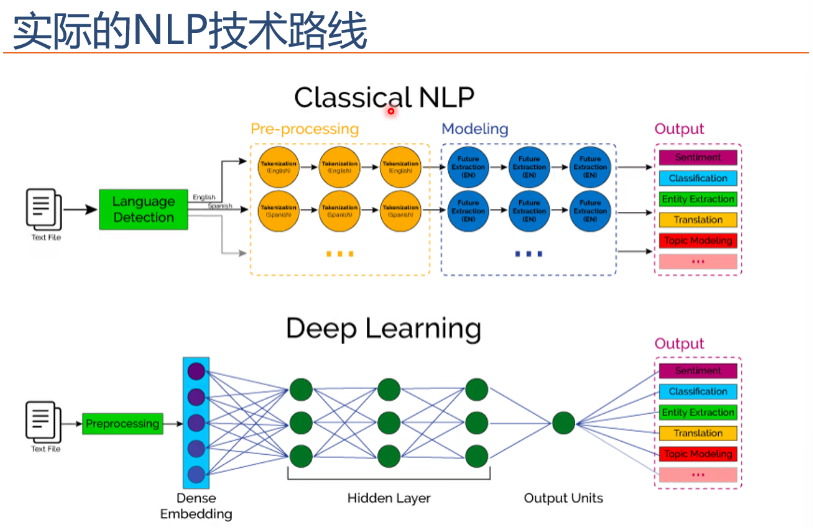 实际的NLP技术路线
Classical NLP
Pre-processing
Modeling
Output
Text File
Language
Detection
English
Spanish
Tokenization
(English)
Tokenization
(English)
Tokenization
(English)
Future
Extraction
(EN)
Future
Extraction
(EN)
Future
Extraction
(EN)
Tokenization
(Spanish)
Tokenization
(Spanish)
Tokenization
(Spanish)
Future
Extraction
(EN)
Future
Extraction
(EN)
Future
Extraction
(EN)
...
...
Sentiment
Classification
Entity Extraction
Translation
Topic Modeling
...
Deep Learning
Output
Text File
Preprocessing
Dense
Embedding
Hidden Layer
Output Units
Sentiment
Classification
Entity Extraction
Translation
Topic Modeling
...